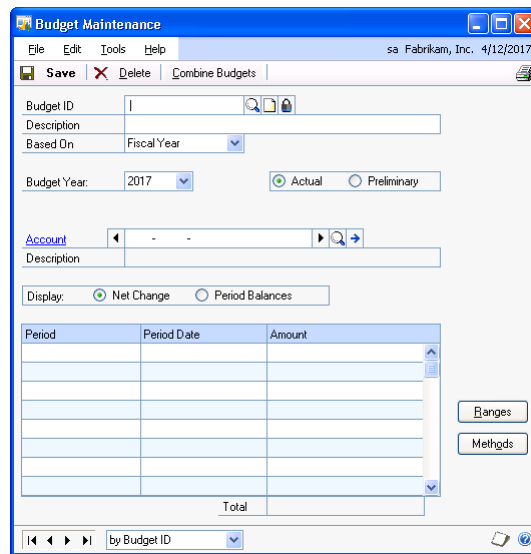 Budget Maintenance
File Edit Tools Help sa Fabrikam, Inc. 4/12/2017
Save Delete Combine Budgets
Budget ID
Description
Based On Fiscal Year
Budget Year: 2017 Actual Preliminary
Account - -
Description
Display: Net Change Period Balances
Period Period Date Amount
Ranges
Methods
Total
by Budget ID